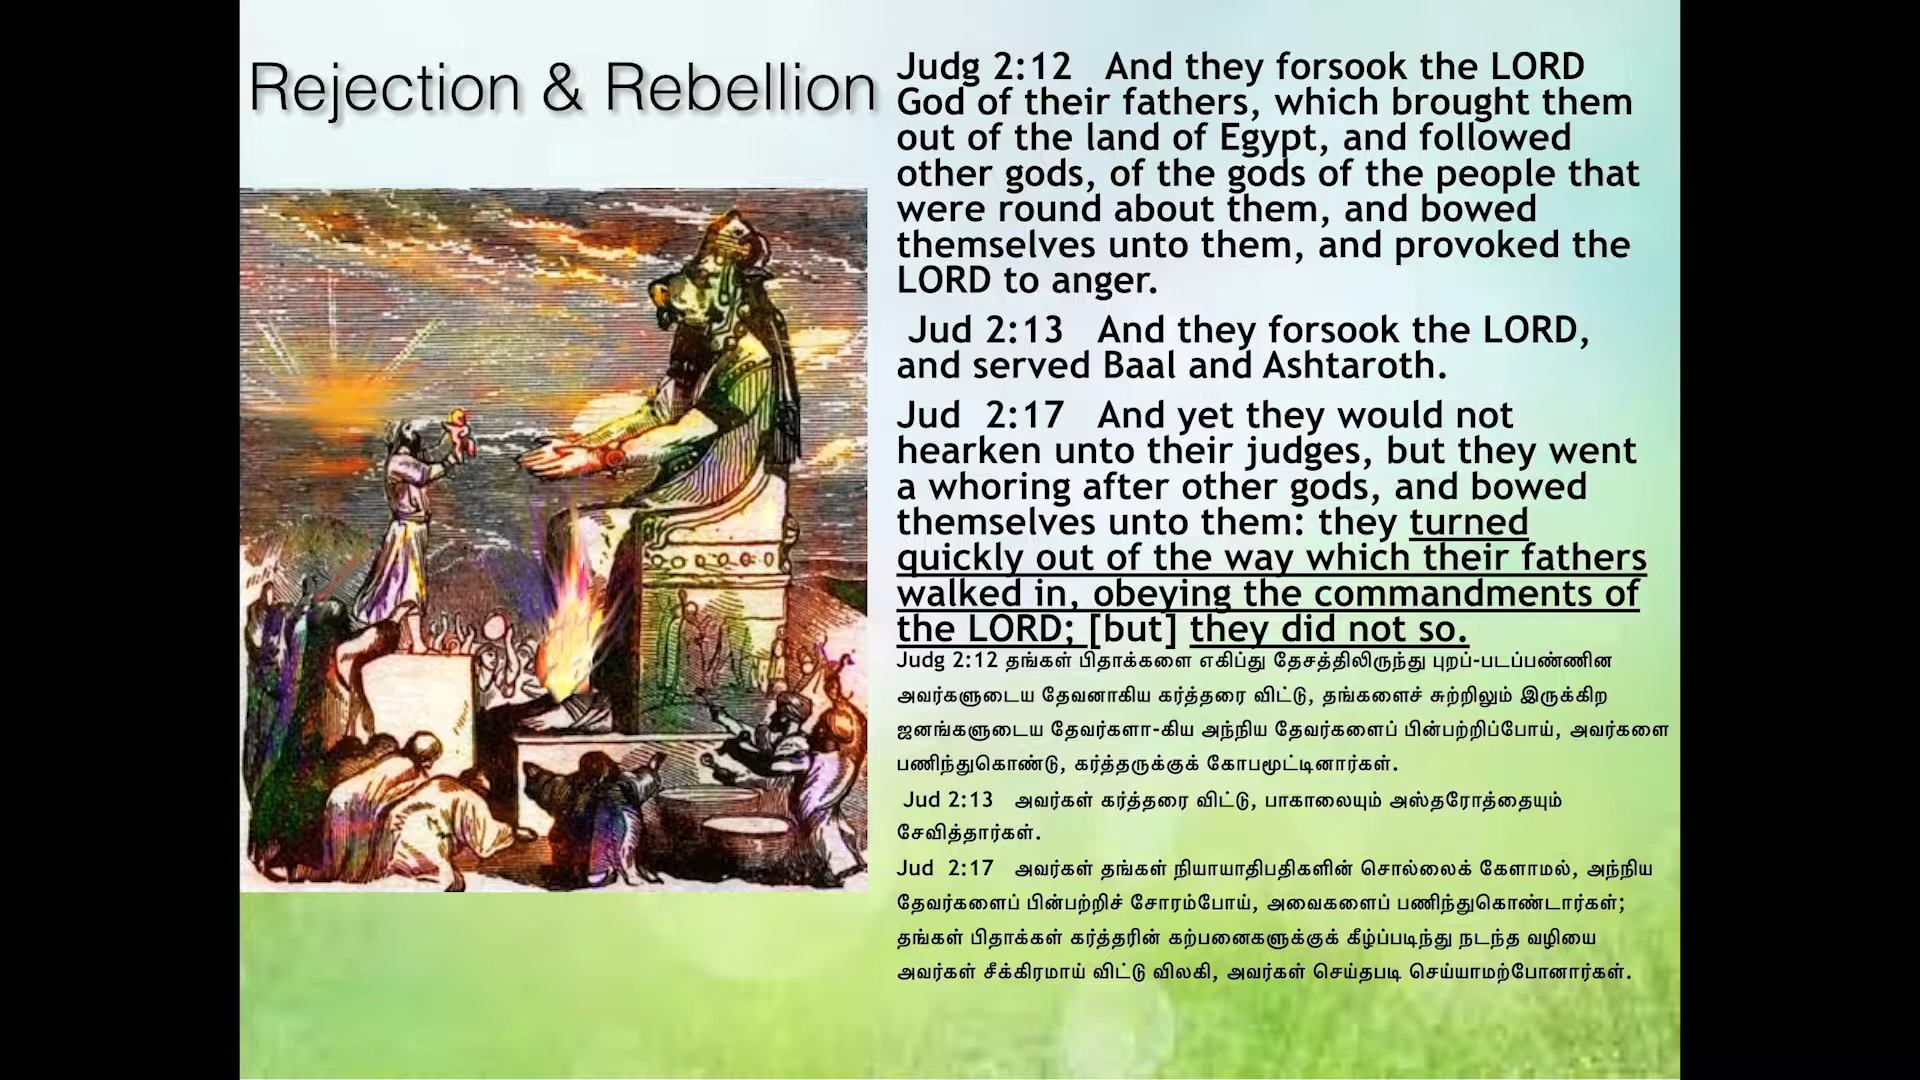 Rejection & Rebellion
Judg 2:12   And they forsook the LORD
God of their fathers, which brought them
out of the land of Egypt, and followed
other gods, of the gods of the people that
were round about them, and bowed
themselves unto them, and provoked the
LORD to anger.
Jud 2:13   And they forsook the LORD,
and served Baal and Ashtaroth.
Jud  2:17   And yet they would not
hearken unto their judges, but they went
a whoring after other gods, and bowed
themselves unto them: they turned
quickly out of the way which their fathers
walked in, obeying the commandments of
the LORD; [but] they did not so.
Judg 2:12 தங்கள் பிதாக்களை எகிப்து தேசத்திலிருந்து புறப்-படப்பண்ணின
அவர்களுடைய தேவனாகிய கர்த்தரை விட்டு, தங்களைச் சுற்றிலும் இருக்கிற
ஜனங்களுடைய தேவர்களா-கிய அந்நிய தேவர்களைப் பின்பற்றிப்போய், அவர்களை
பணிந்துகொண்டு, கர்த்தருக்குக் கோபமூட்டினார்கள்.
Jud 2:13   அவர்கள் கர்த்தரை விட்டு, பாகாலையும் அஸ்தரோத்தையும்
சேவித்தார்கள்.
Jud  2:17   அவர்கள் தங்கள் நியாயாதிபதிகளின் சொல்லைக் கேளாமல், அந்நிய
தேவர்களைப் பின்பற்றிச் சோரம்போய், அவைகளைப் பணிந்துகொண்டார்கள்;
தங்கள் பிதாக்கள் கர்த்தரின் கற்பனைகளுக்குக் கீழ்ப்படிந்து நடந்த வழியை
அவர்கள் சீக்கிரமாய் விட்டு விலகி, அவர்கள் செய்தபடி செய்யாமற்போனார்கள்.